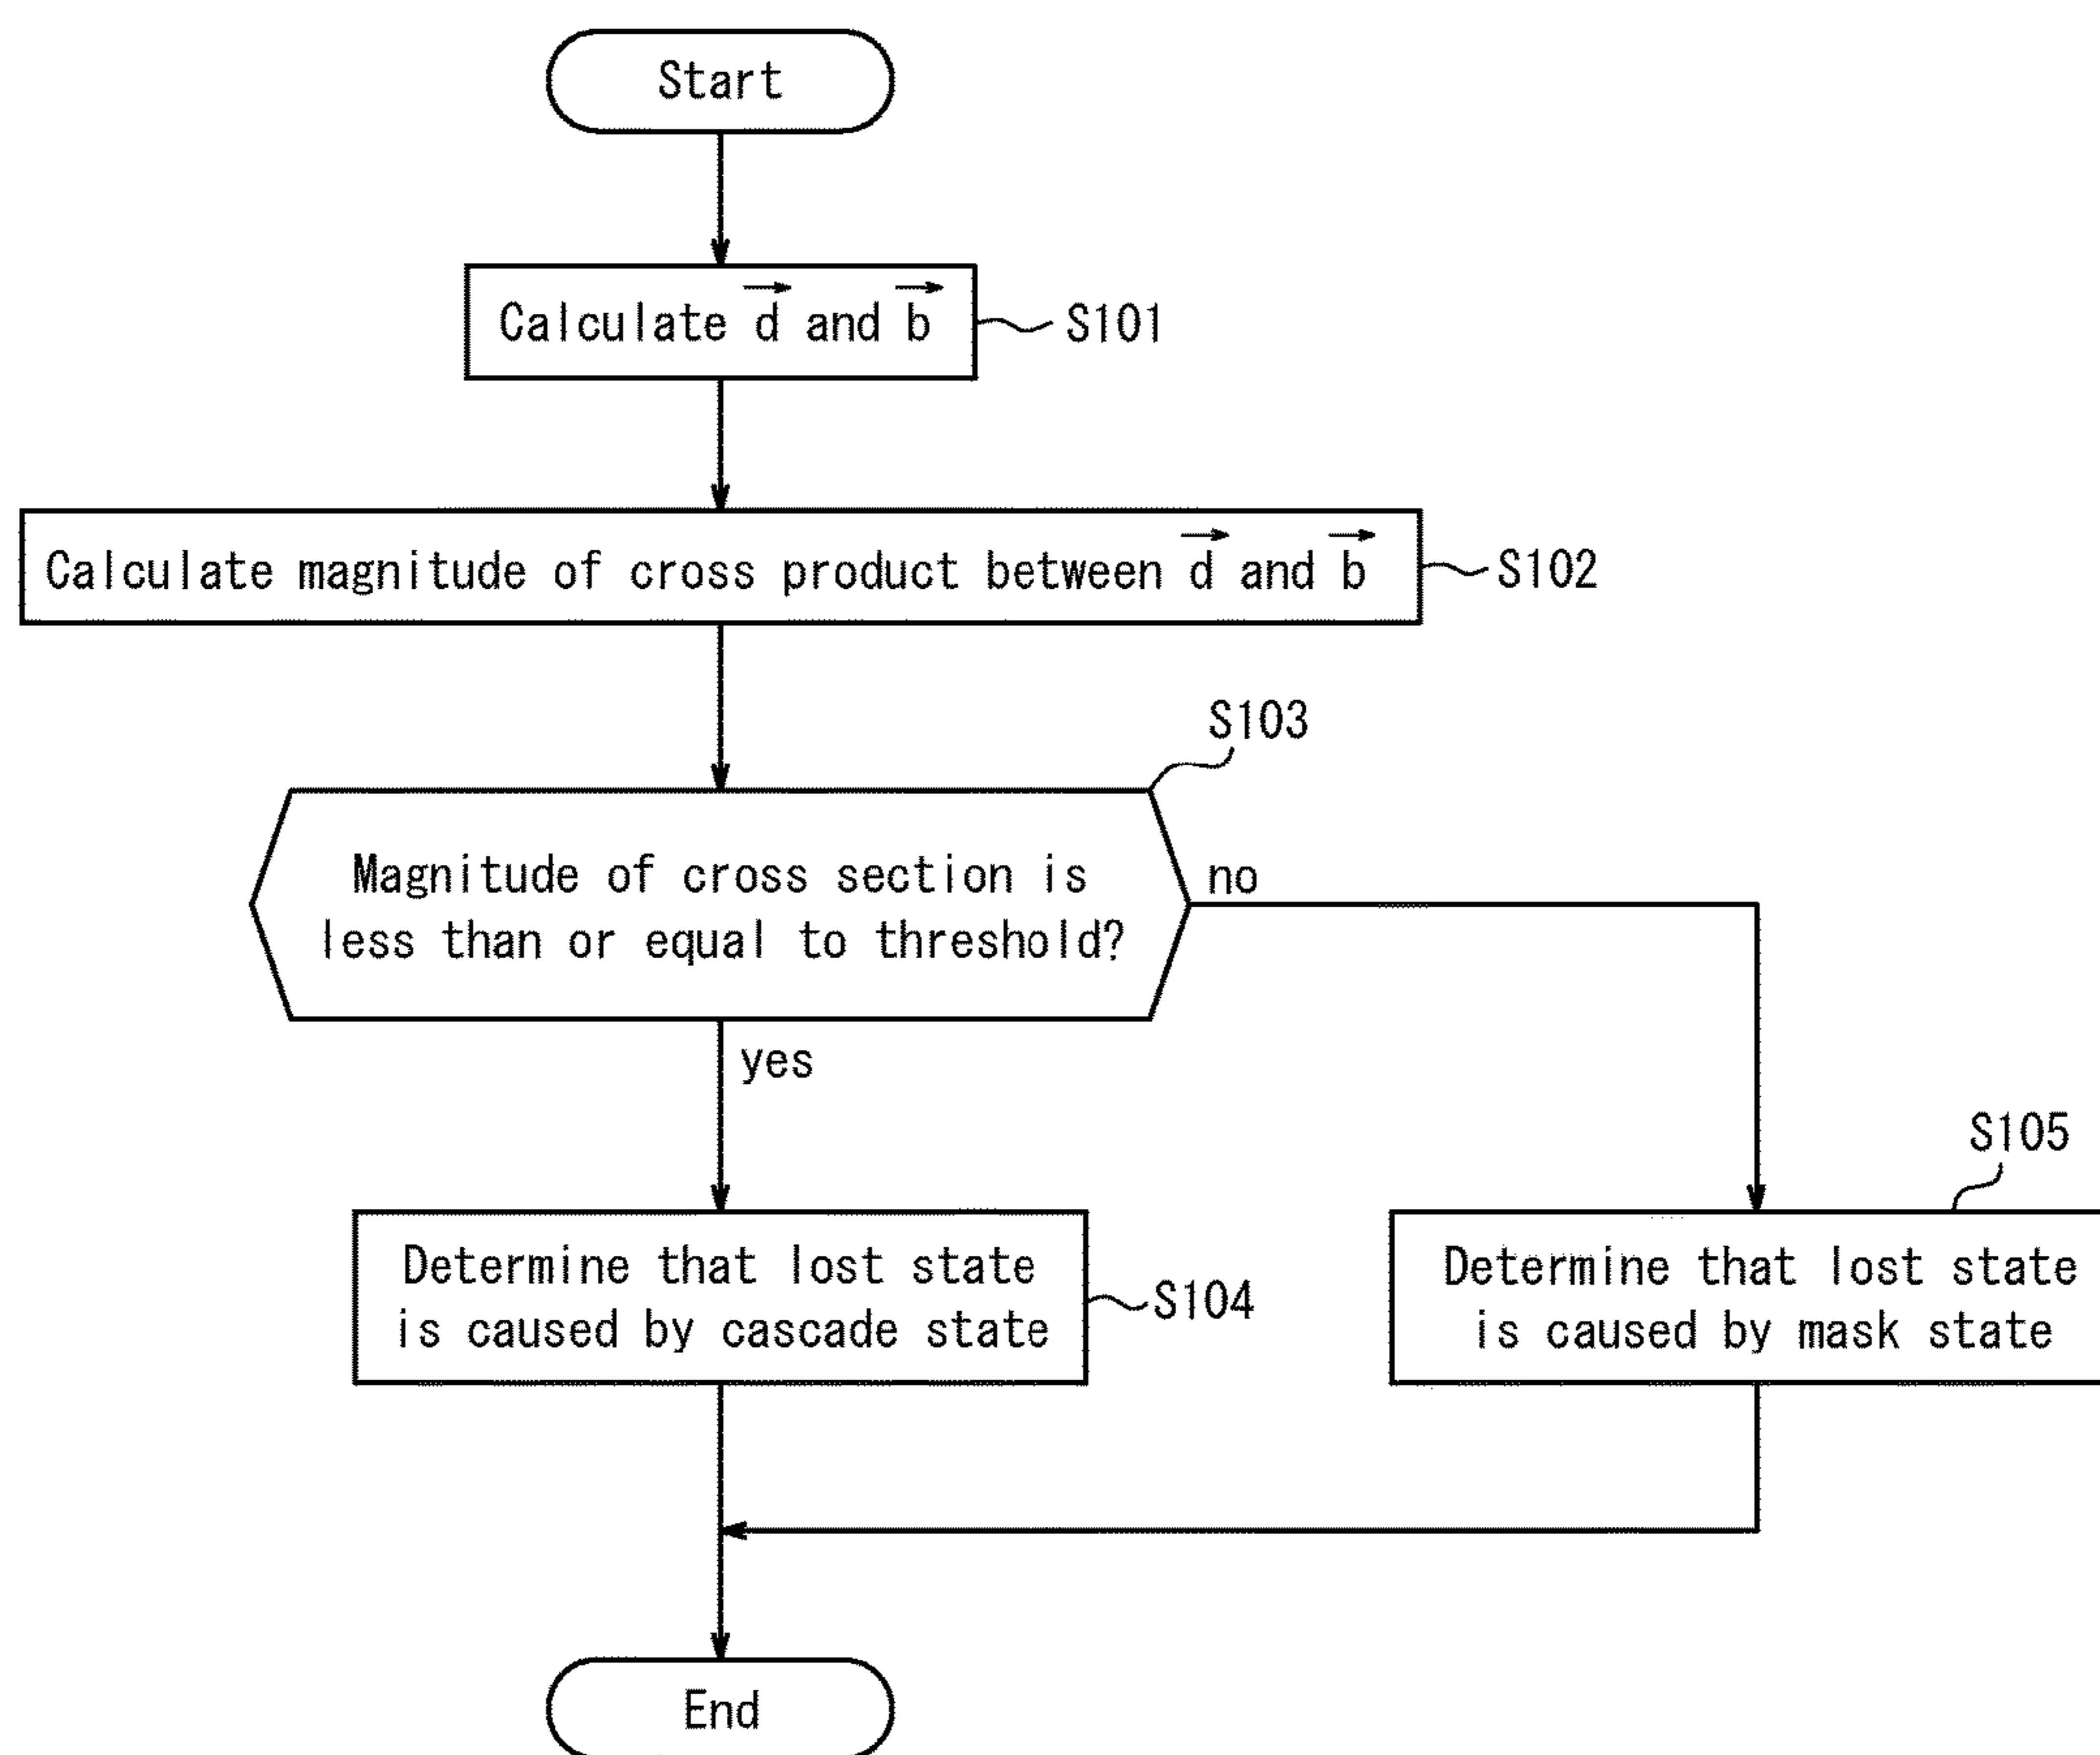 Start
Calculate d and b
S101
Calculate magnitude of cross product between d and b
S102
S103
Magnitude of cross section is
less than or equal to threshold?
no
yes
S105
Determine that lost state
is caused by cascade state
S104
Determine that lost state
is caused by mask state
End